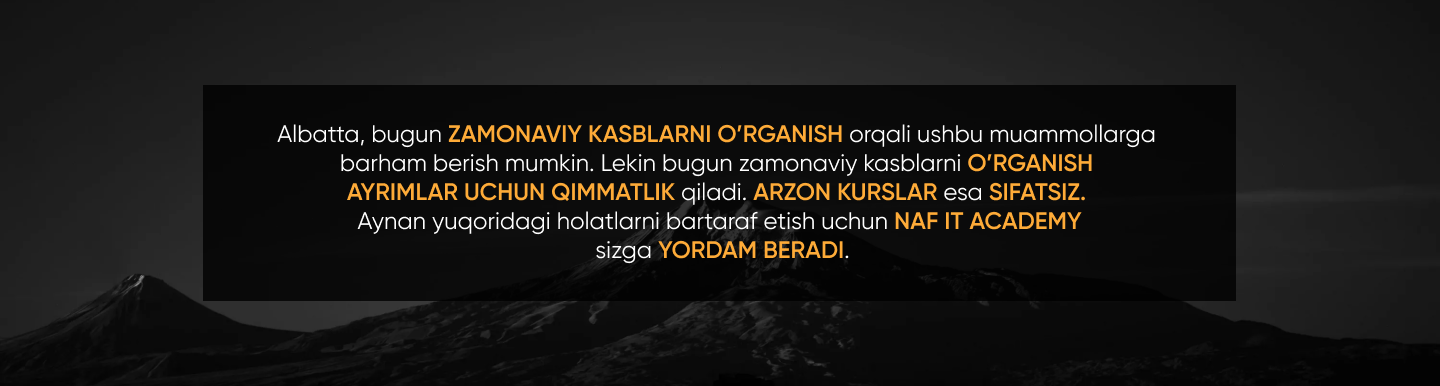 Albatta, bugun ZAMONAVIY KASBLARNI O’RGANISH orqali ushbu muammollarga
barham berish mumkin. Lekin bugun zamonaviy kasblarni O’RGANISH
AYRIMLAR UCHUN QIMMATLIK qiladi. ARZON KURSLAR esa SIFATSIZ.
Aynan yuqoridagi holatlarni bartaraf etish uchun NAF IT ACADEMY
sizga YORDAM BERADI.